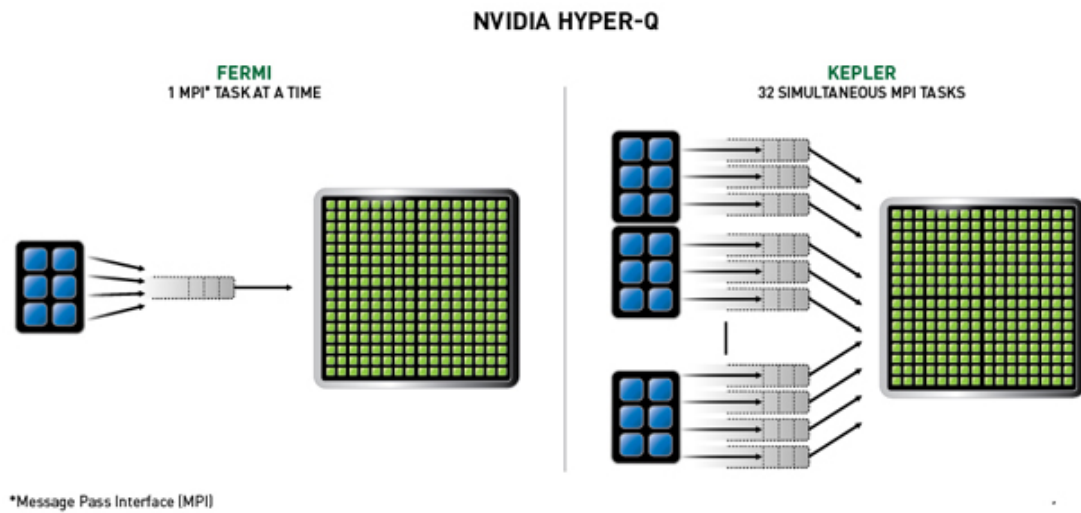 NVIDIA HYPER-Q
FERMI
1 MPI* TASK AT A TIME
KEPLER
32 SIMULTANEOUS MPI TASKS
*Message Pass Interface (MPI)